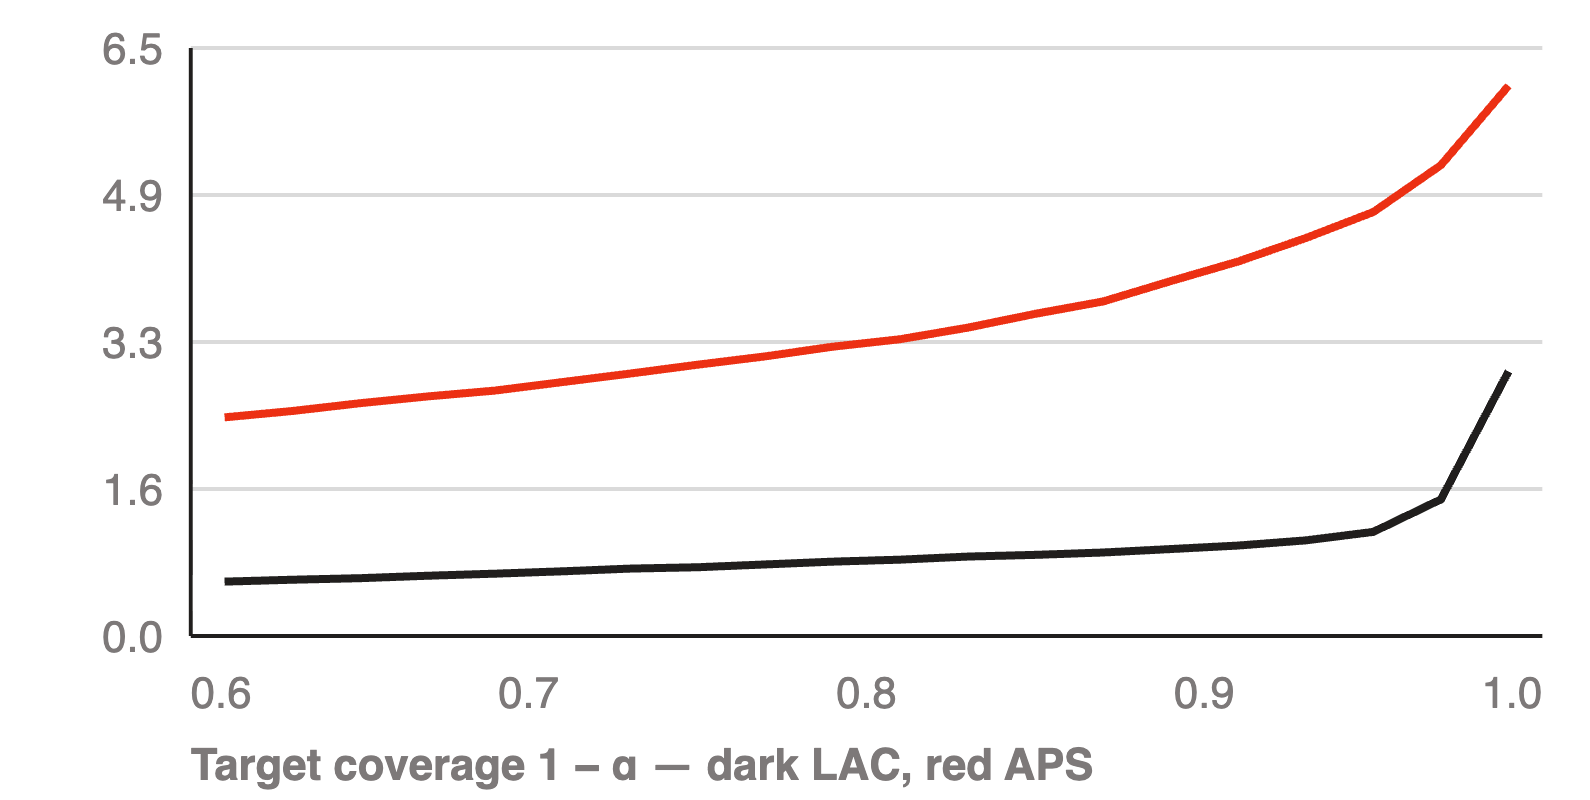 6.5
4.9
3.3
1.6
0.0
0.6 0.7 0.8 0.9 1.0
Target coverage 1 – α — dark LAC, red APS